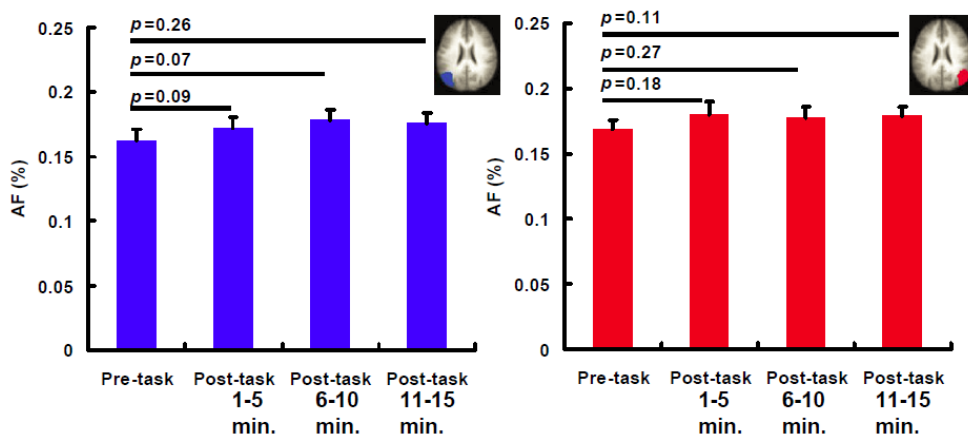 0.25
0.2
0.15
0.1
0.05
0
AF (%)
p=0.26
p=0.07
p=0.09
Pre-task
Post-task
1-5
min.
Post-task
6-10
min.
Post-task
11-15
min.
0.25
0.2
0.15
0.1
0.05
0
AF (%)
p=0.11
p=0.27
p=0.18
Pre-task
Post-task
1-5
min.
Post-task
6-10
min.
Post-task
11-15
min.